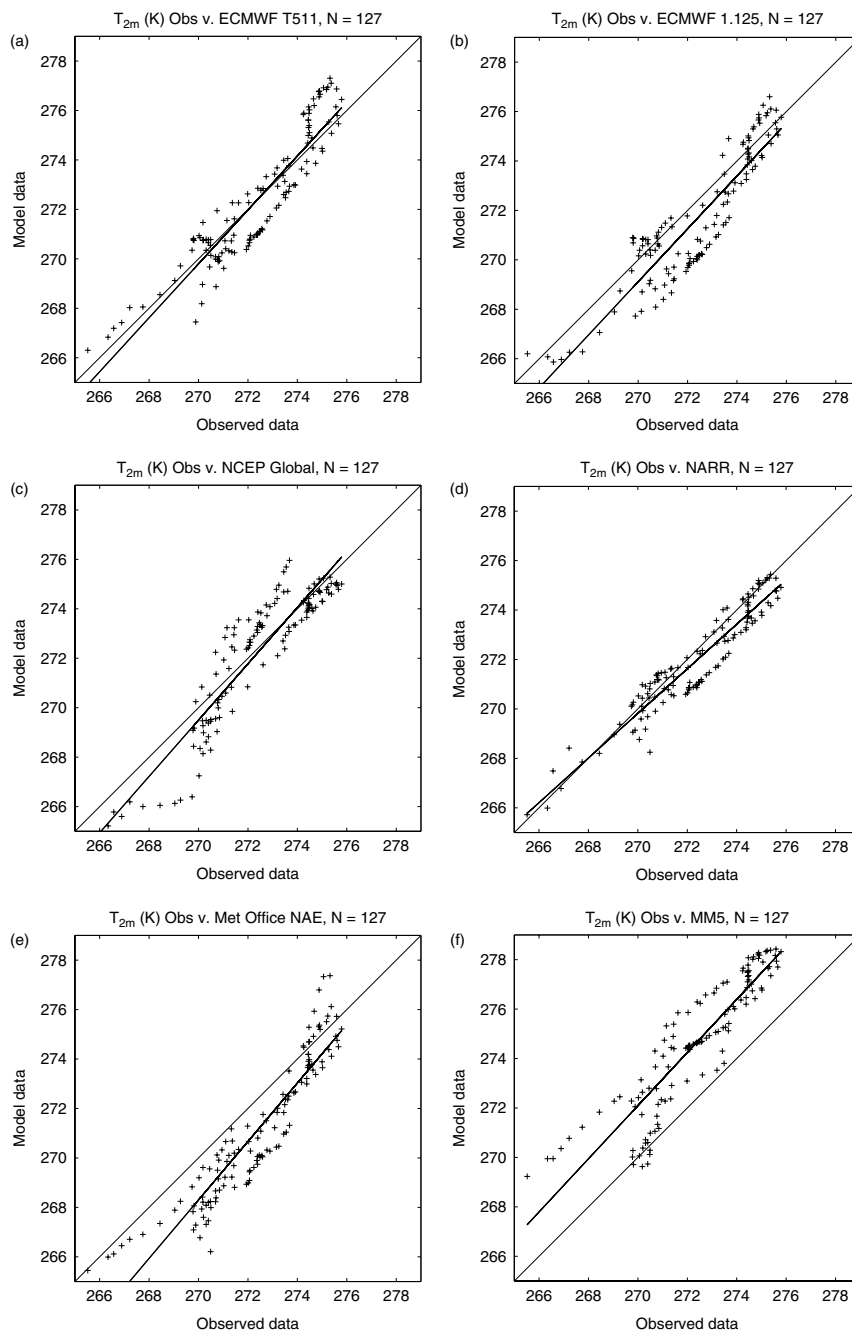 T2m (K) Obs v. ECMWF T511, N = 127
(a)
278
276
274
272
270
268
266
Model data
266 268 270 272 274 276 278
Observed data
T2m (K) Obs v. ECMWF 1.125, N = 127
(b)
278
276
274
272
270
268
266
Model data
266 268 270 272 274 276 278
Observed data
T2m (K) Obs v. NCEP Global, N = 127
(c)
278
276
274
272
270
268
266
Model data
266 268 270 272 274 276 278
Observed data
T2m (K) Obs v. NARR, N = 127
(d)
278
276
274
272
270
268
266
Model data
266 268 270 272 274 276 278
Observed data
T2m (K) Obs v. Met Office NAE, N = 127
(e)
278
276
274
272
270
268
266
Model data
266 268 270 272 274 276 278
Observed data
T2m (K) Obs v. MM5, N = 127
(f)
278
276
274
272
270
268
266
Model data
266 268 270 272 274 276 278
Observed data